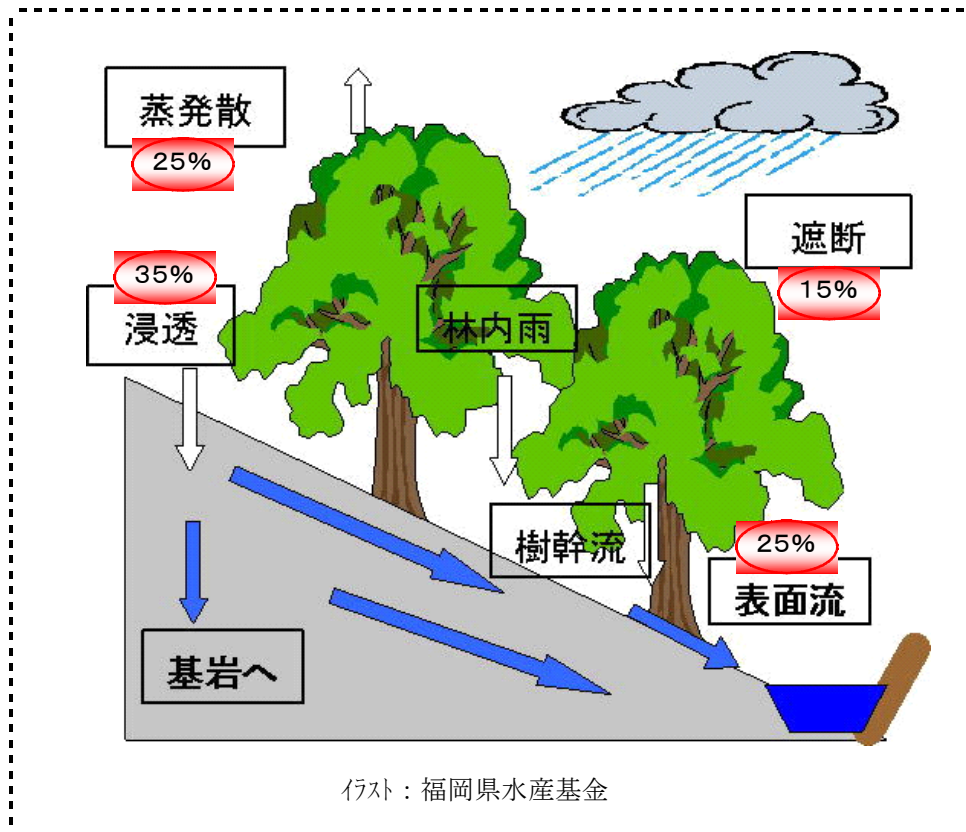 蒸発散
25%
遮断
15%
35%
浸透
林内雨
樹幹流
25%
表面流
基岩へ
ｲﾗｽﾄ：福岡県水産基金